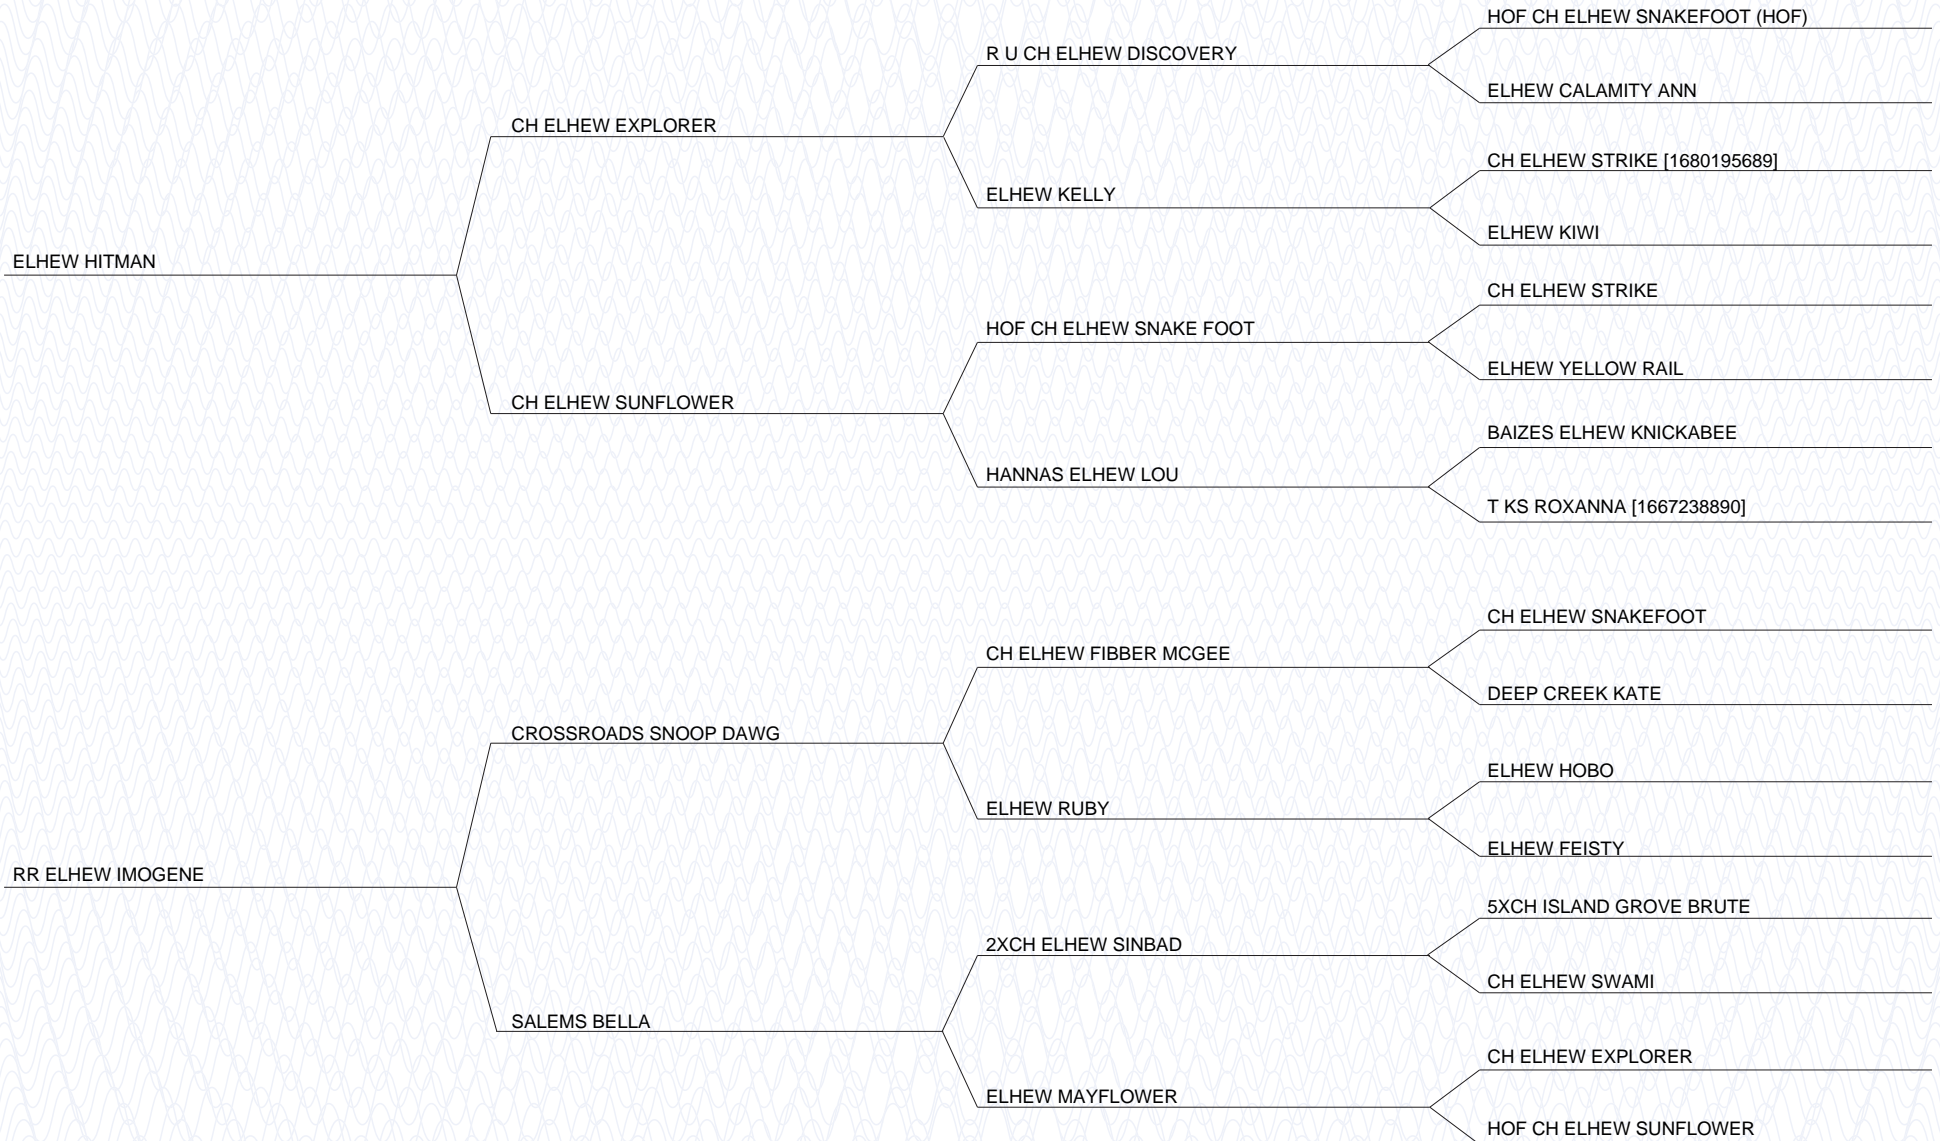 HOF CH ELHEW SNAKEFOOT (HOF)
R U CH ELHEW DISCOVERY
ELHEW CALAMITY ANN
CH ELHEW EXPLORER
CH ELHEW STRIKE [1680195689]
ELHEW KELLY
ELHEW KIWI
ELHEW HITMAN
CH ELHEW STRIKE
HOF CH ELHEW SNAKE FOOT
ELHEW YELLOW RAIL
CH ELHEW SUNFLOWER
BAIZES ELHEW KNICKABEE
HANNAS ELHEW LOU
T KS ROXANNA [1667238890]
CH ELHEW SNAKEFOOT
CH ELHEW FIBBER MCGEE
DEEP CREEK KATE
CROSSROADS SNOOP DAWG
ELHEW HOBO
ELHEW RUBY
ELHEW FEISTY
RR ELHEW IMOGENE
5XCH ISLAND GROVE BRUTE
2XCH ELHEW SINBAD
CH ELHEW SWAMI
SALEMS BELLA
CH ELHEW EXPLORER
ELHEW MAYFLOWER
HOF CH ELHEW SUNFLOWER